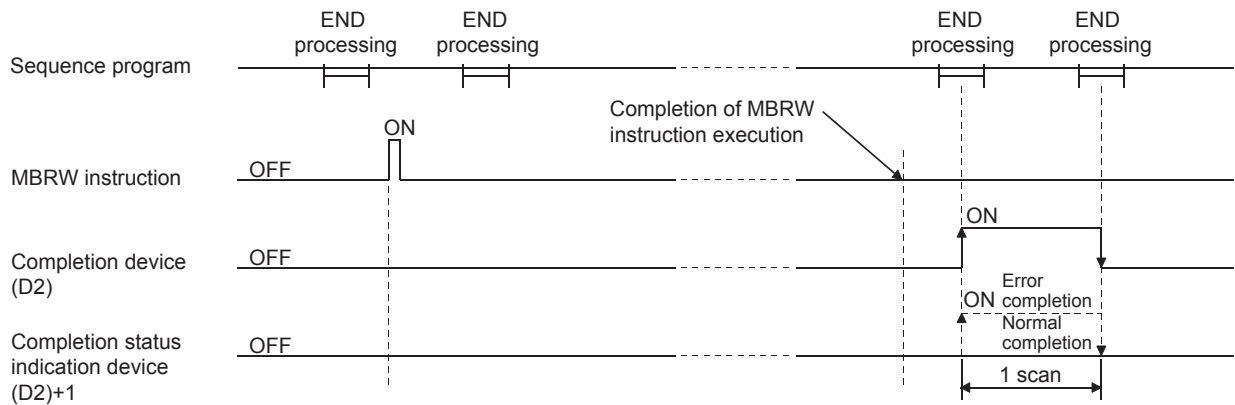 END
processing
END
processing
END
processing
END
processing
Sequence program
Completion of MBRW
instruction execution
ON
MBRW instruction
OFF
ON
Completion device
(D2)
OFF
ON
Error
completion
Normal
completion
Completion status
indication device
(D2)+1
OFF
1 scan